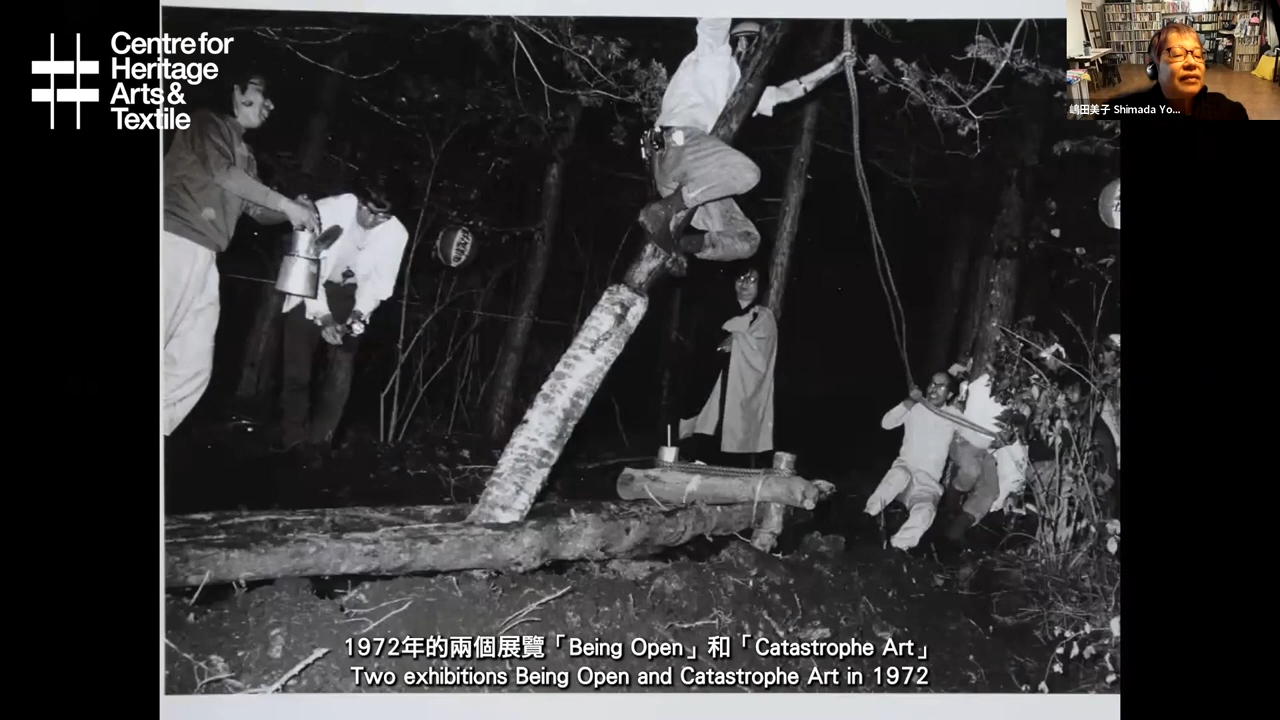 Centre for
Heritage
Arts &
Textile
嶋田美子 Shimada Yo...
1972年的兩個展覽「Being Open」和「Catastrophe Art」
Two exhibitions Being Open and Catastrophe Art in 1972